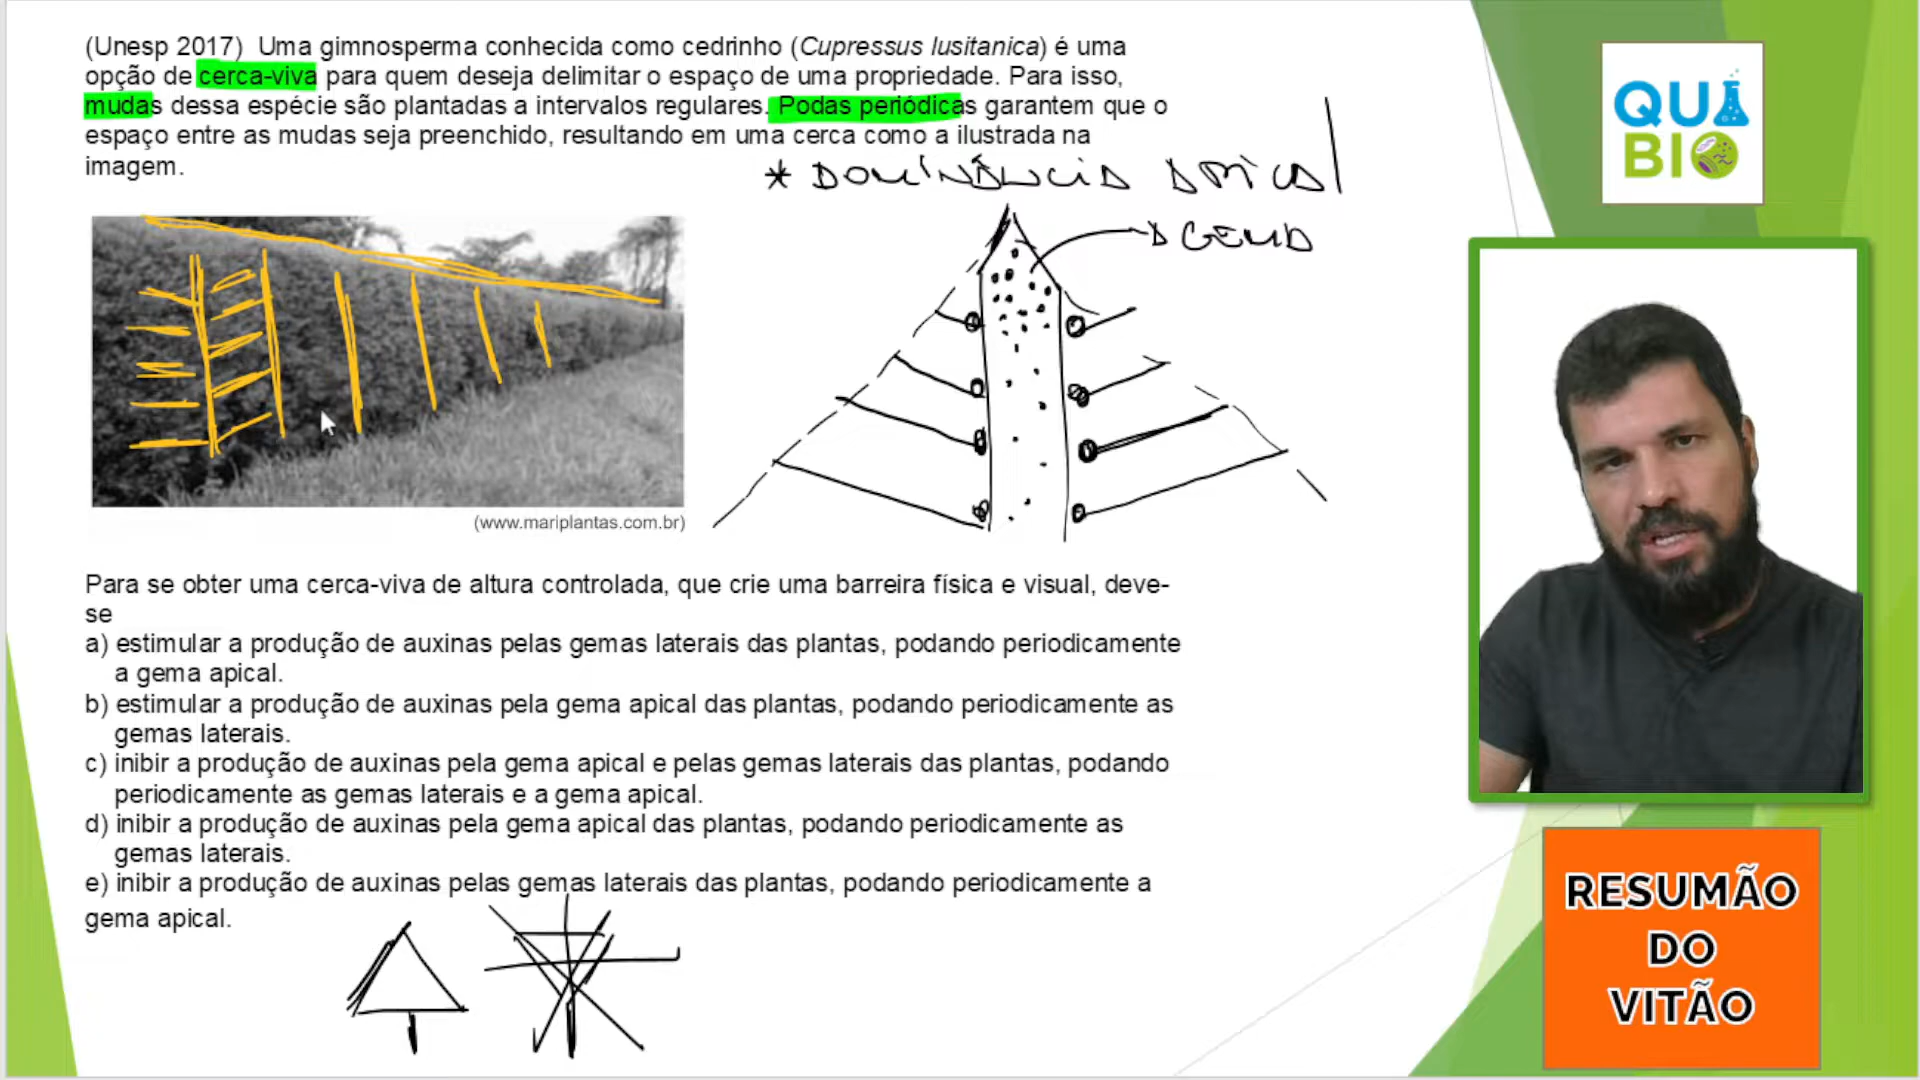 (Unesp 2017)  Uma gimnosperma conhecida como cedrinho (Cupressus lusitanica) é uma
opção de cerca-viva para quem deseja delimitar o espaço de uma propriedade. Para isso,
mudas dessa espécie são plantadas a intervalos regulares. Podas periódicas garantem que o
espaço entre as mudas seja preenchido, resultando em uma cerca como a ilustrada na
imagem.
* DOMINÂNCIA APICAL
GEMA
(www.mariplantas.com.br)
Para se obter uma cerca-viva de altura controlada, que crie uma barreira física e visual, deve-
se
a) estimular a produção de auxinas pelas gemas laterais das plantas, podando periodicamente
a gema apical.
b) estimular a produção de auxinas pela gema apical das plantas, podando periodicamente as
gemas laterais.
c) inibir a produção de auxinas pela gema apical e pelas gemas laterais das plantas, podando
periodicamente as gemas laterais e a gema apical.
d) inibir a produção de auxinas pela gema apical das plantas, podando periodicamente as
gemas laterais.
e) inibir a produção de auxinas pelas gemas laterais das plantas, podando periodicamente a
gema apical.
QUÍ
BIO
RESUMÃO
DO
VITÃO